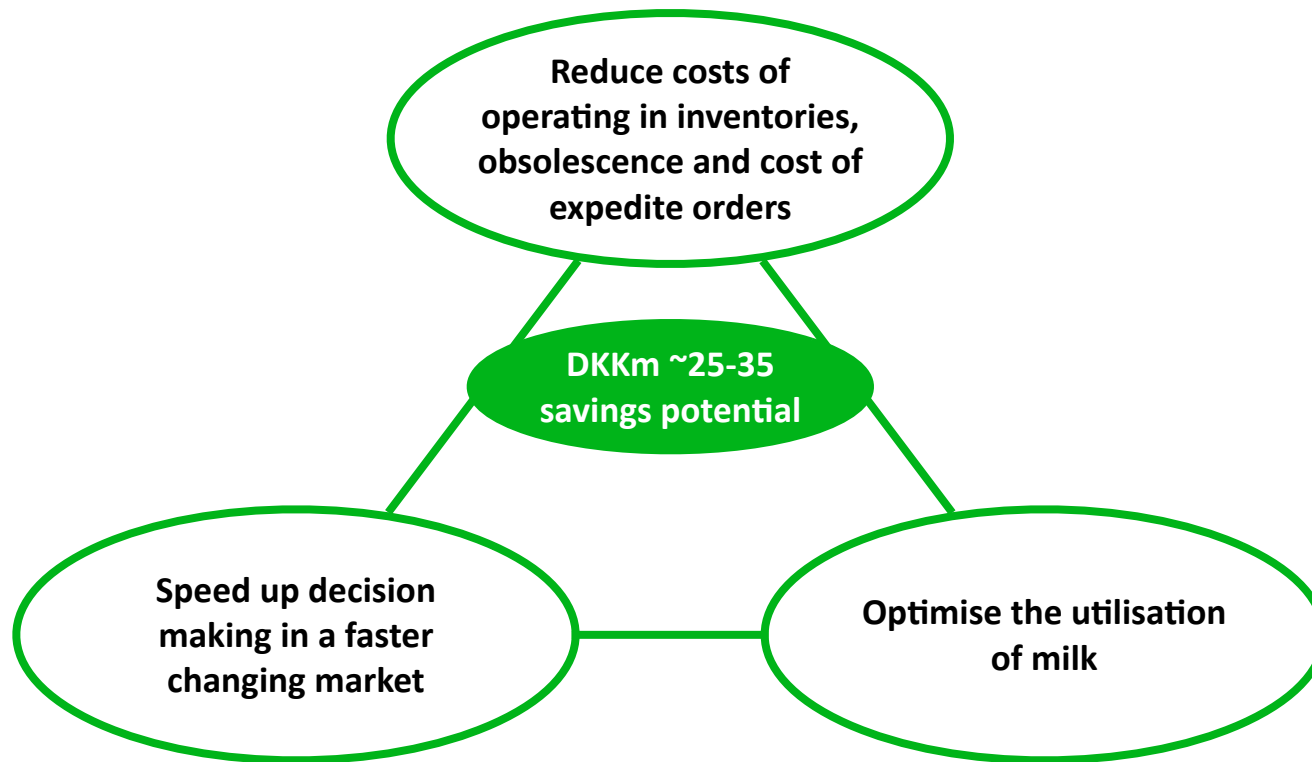 Reduce costs of
operating in inventories,
obsolescence and cost of
expedite orders
DKKm ~25-35
savings potential
Speed up decision
making in a faster
changing market
Optimise the utilisation
of milk